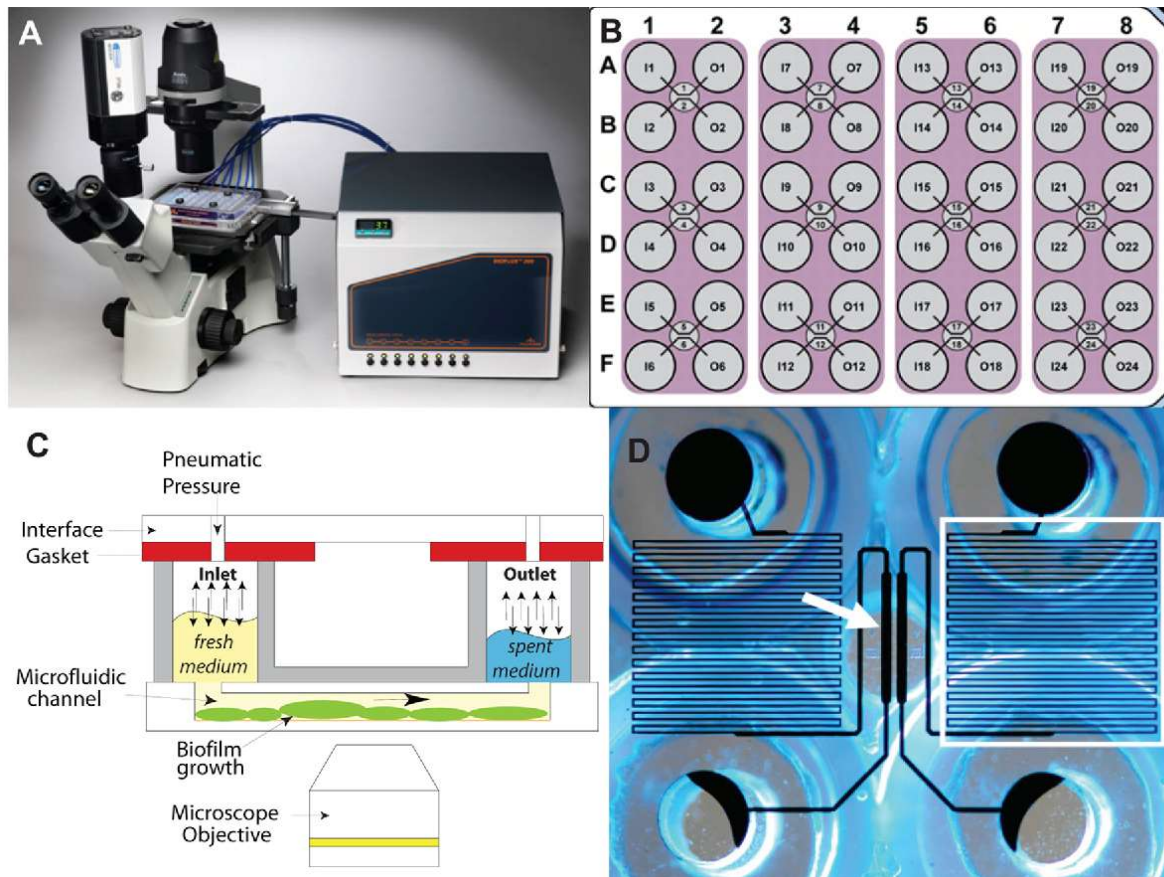 A
37
BIOFLUX™ 200
B
1 2 3 4 5 6 7 8
A I1 O1 I7 O7 I13 O13 I19 O19
1 7 13 19
2 8 14 20
B I2 O2 I8 O8 I14 O14 I20 O20
C I3 O3 I9 O9 I15 O15 I21 O21
3 9 15 21
4 10 16 22
D I4 O4 I10 O10 I16 O16 I22 O22
E I5 O5 I11 O11 I17 O17 I23 O23
5 11 17 23
6 12 18 24
F I6 O6 I12 O12 I18 O18 I24 O24
C
Pneumatic
Pressure
Interface
Gasket
Inlet
Outlet
fresh
medium
spent
medium
Microfluidic
channel
Biofilm
growth
Microscope
Objective
D